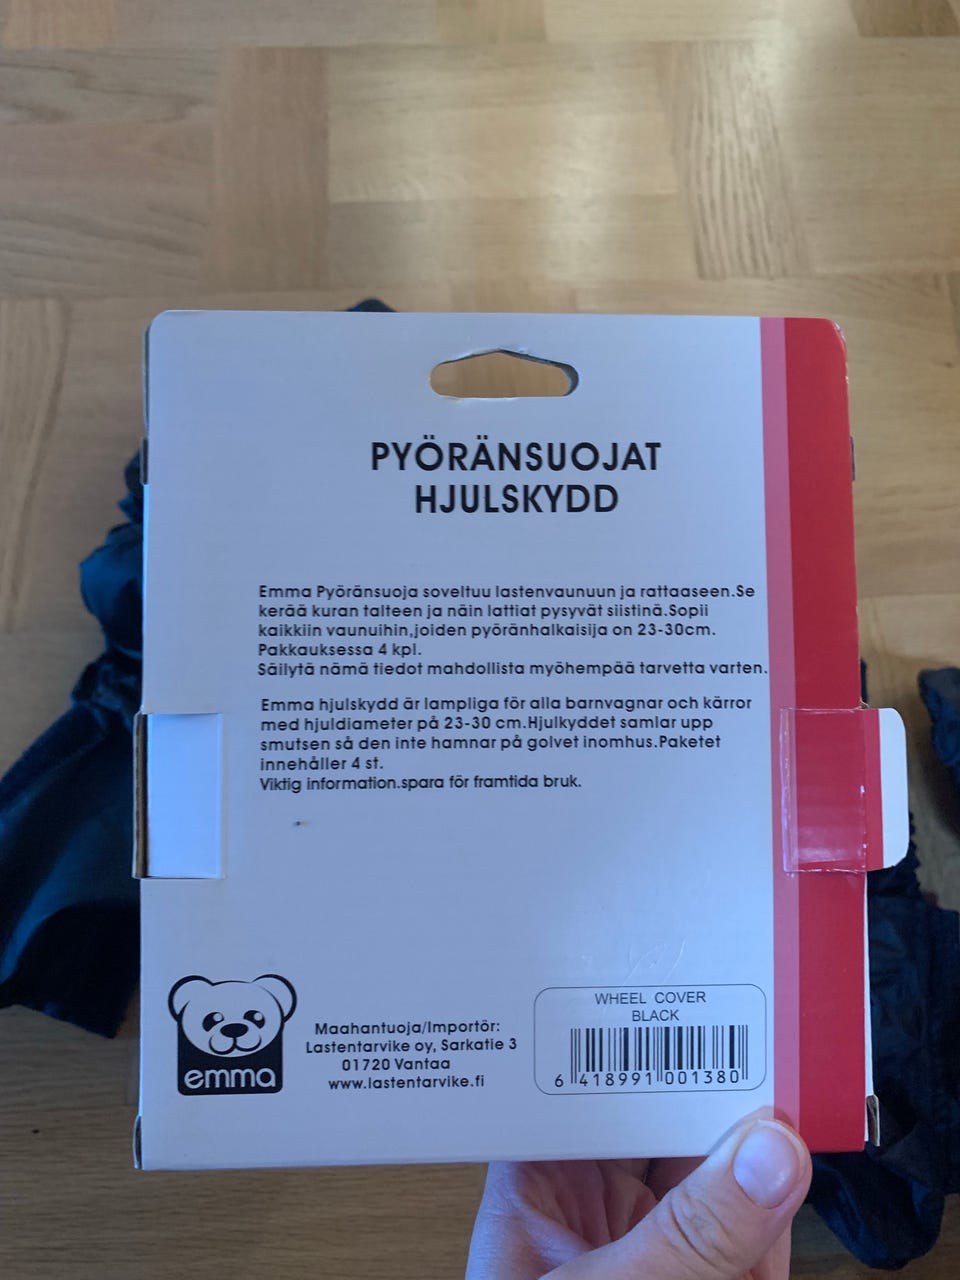 PYÖRÄNSUOJAT
HJULSKYDD
Emma Pyöränsuoja soveltuu lastenvaunuun ja rattaaseen.Se
kerää kuran talteen ja näin lattiat pysyvät siistinä.Sopii
kaikkiin vaunuihin,joiden pyöränhalkaisija on 23-30cm.
Pakkauksessa 4 kpl.
Säilytä nämä tiedot mahdollista myöhempää tarvetta varten.
Emma hjulskydd är lampliga för alla barnvagnar och kärror
med hjuldiameter på 23-30 cm.Hjulkyddet samlar upp
smutsen så den inte hamnar på golvet inomhus.Paketet
innehåller 4 st.
Viktig information.spara för framtida bruk.
emma
Maahantuoja/Importör:
Lastentarvike oy, Sarkatie 3
01720 Vantaa
www.lastentarvike.fi
WHEEL COVER
BLACK
6 418991 001380